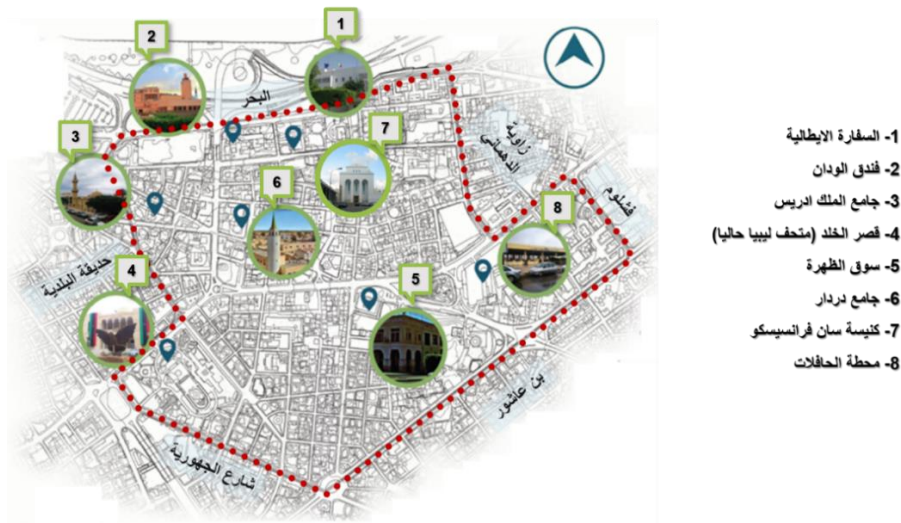 1
2
البحر
زاوية
الدهماني
3
7
6
فشلوم
8
حديقة البلدية
4
5
بن عاشور
شارع الجهورية
1- السفارة الايطالية
2- فندق الودان
3- جامع الملك ادريس
4- قصر الخلد (متحف ليبيا حاليا)
5- سوق الظهرة
6- جامع دردار
7- كنيسة سان فرانسيسكو
8- محطة الحافلات